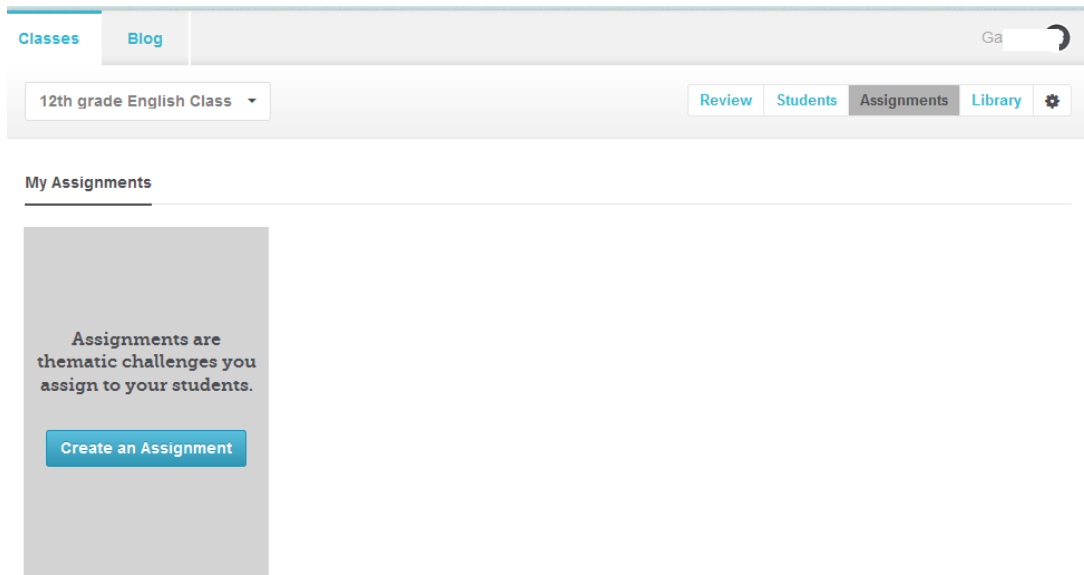 Classes Blog Ga
12th grade English Class Review Students Assignments Library
My Assignments
Assignments are
thematic challenges you
assign to your students.
Create an Assignment